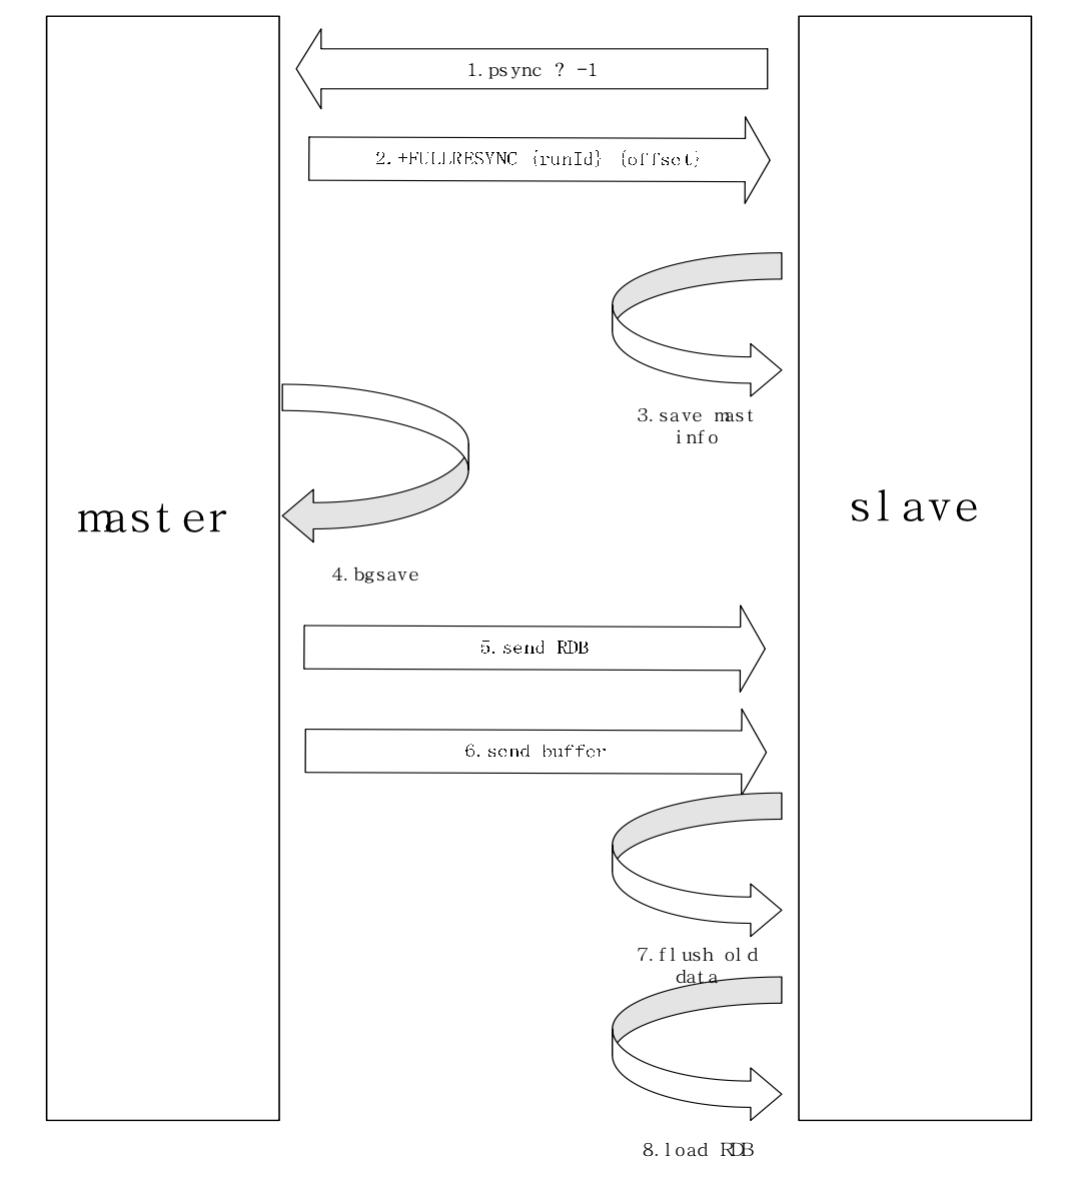 1.psync ? -1
2.+FULLRESYNC {runId} {offset}
3.save mast
info
master
slave
4.bgsave
5.send RDB
6.send buffer
7.flush old
data
8.load RDB